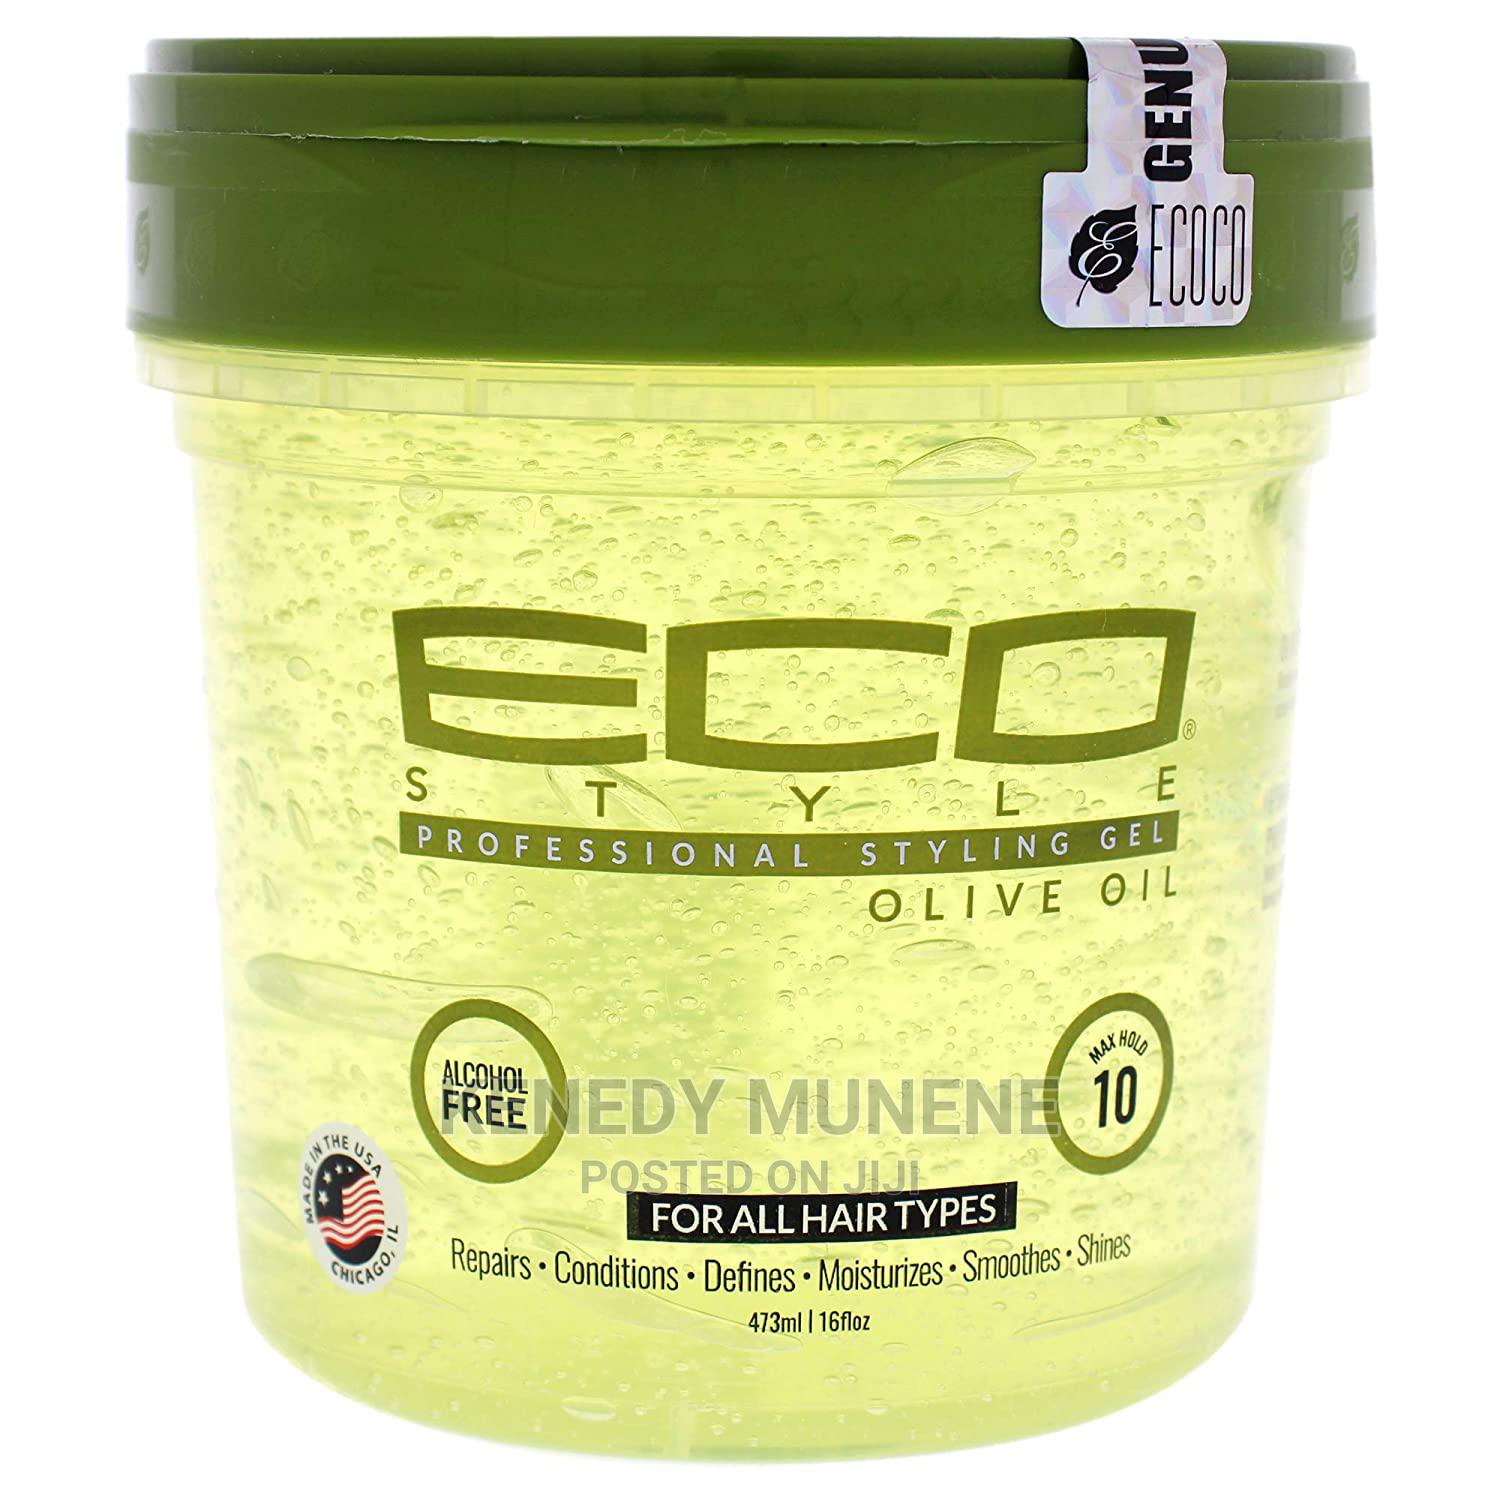 GENU
ECOCO
ECO®
STYLE
PROFESSIONAL STYLING GEL
OLIVE OIL
ALCOHOL
FREE
MAX HOLD
10
KENEDY MUNENE
POSTED ON JIJI
MADE IN THE USA
CHICAGO, IL
FOR ALL HAIR TYPES
Repairs • Conditions • Defines • Moisturizes • Smoothes • Shines
473ml | 16floz